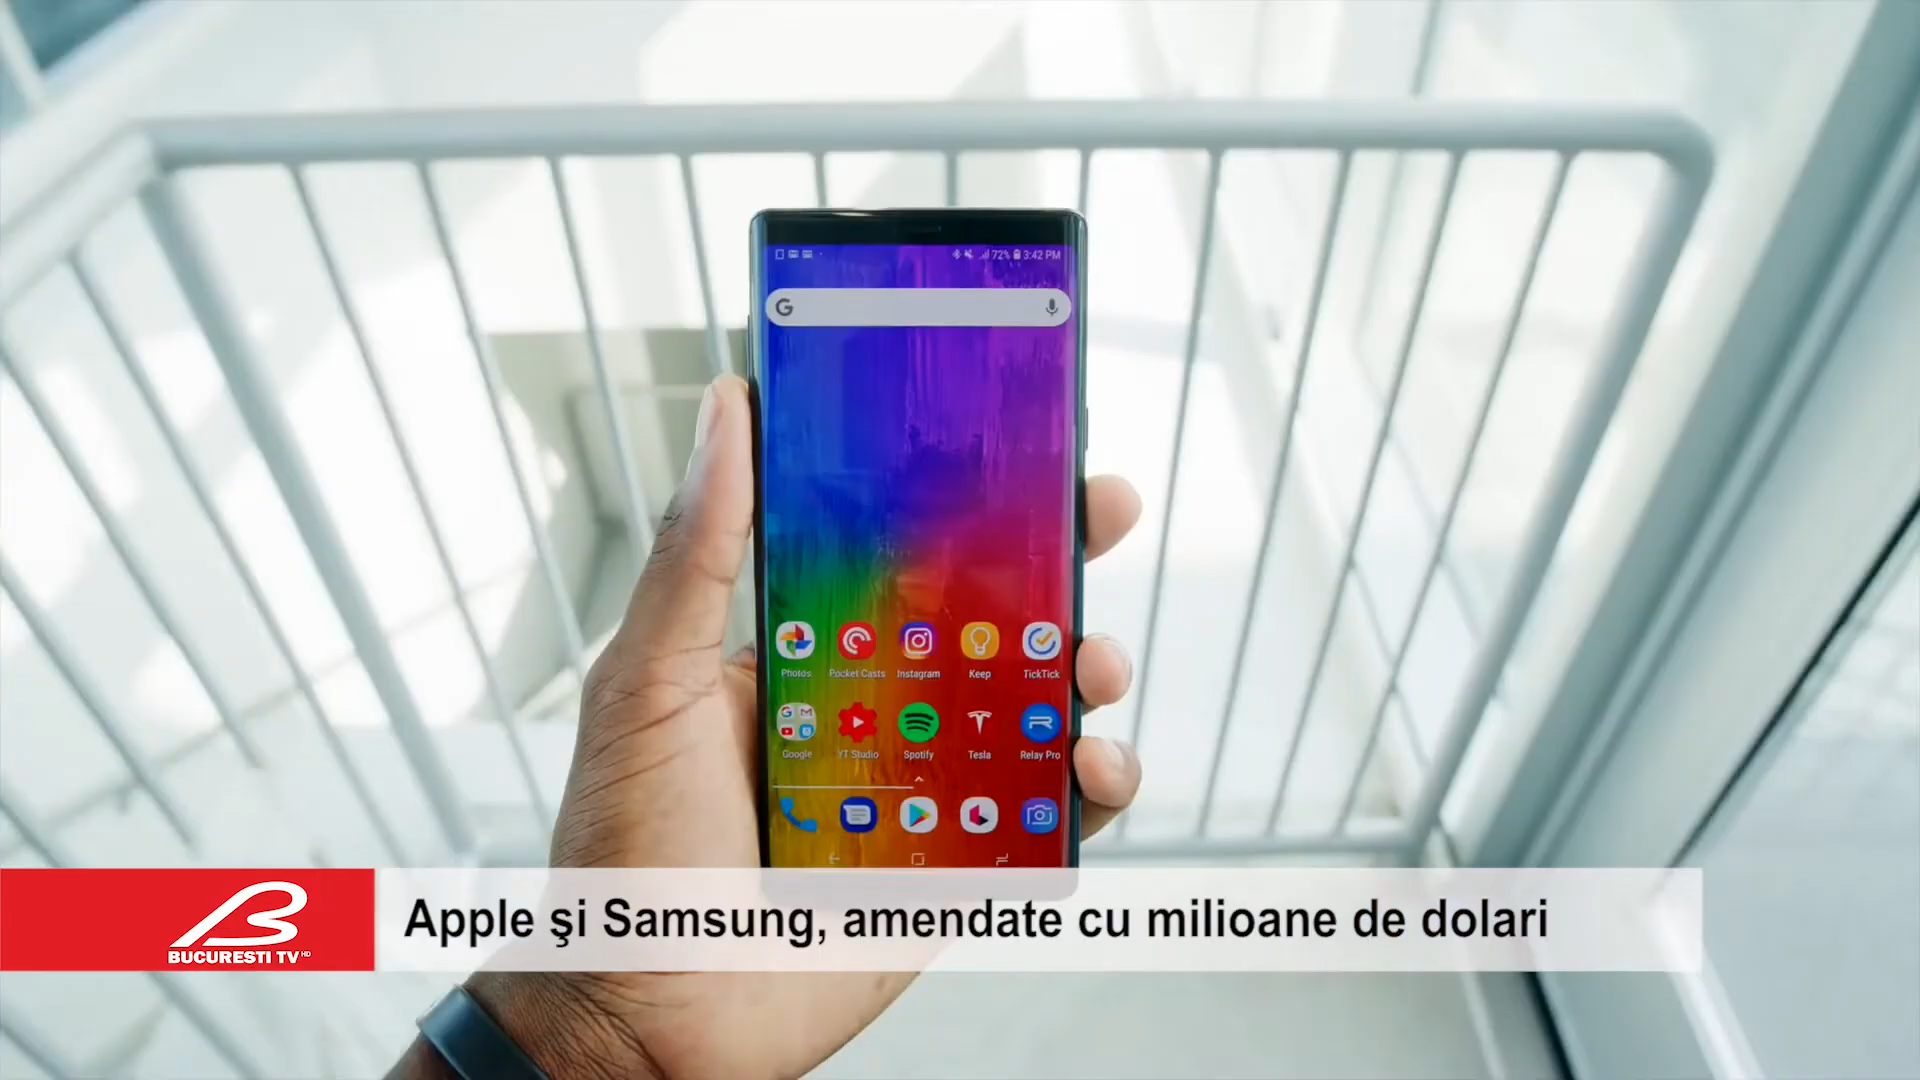 72% 3:42 PM
G
Photos Pocket Casts Instagram Keep TickTick
Google YT Studio Spotify Tesla Relay Pro
Apple şi Samsung, amendate cu milioane de dolari
BUCURESTI TV HD